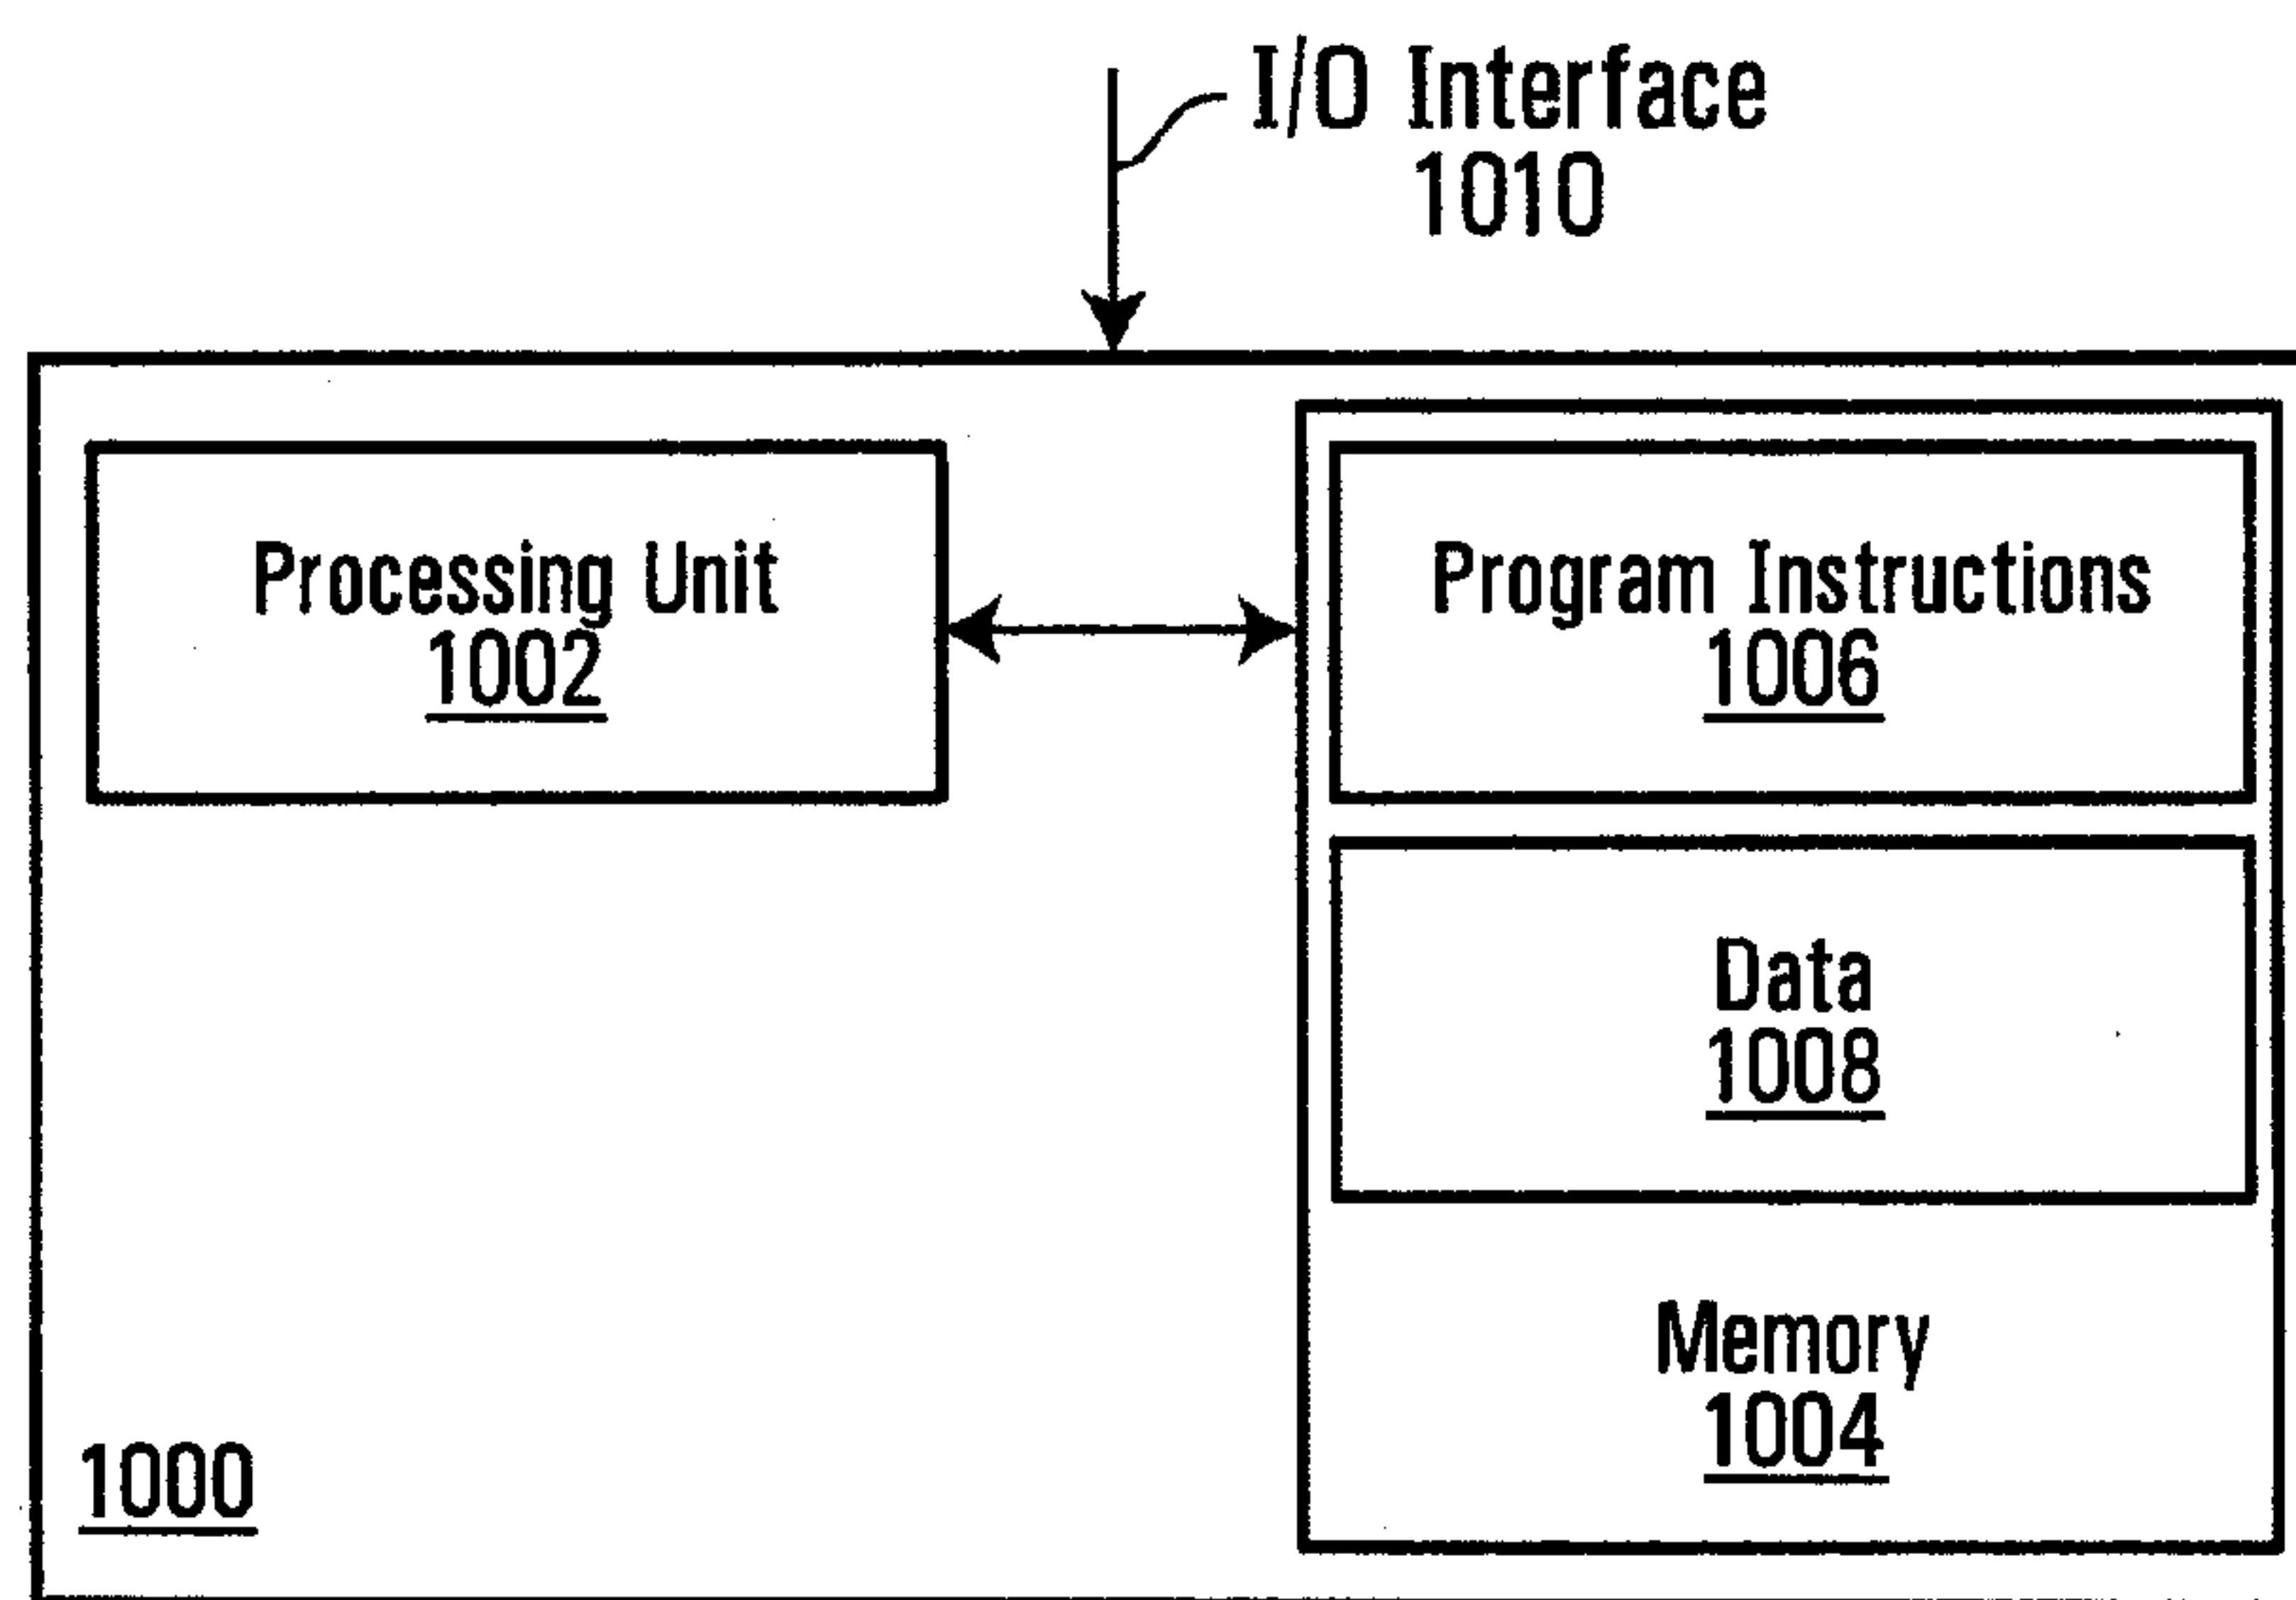 I/O Interface
1010
Processing Unit
1002
Program Instructions
1006
Data
1008
Memory
1004
1000